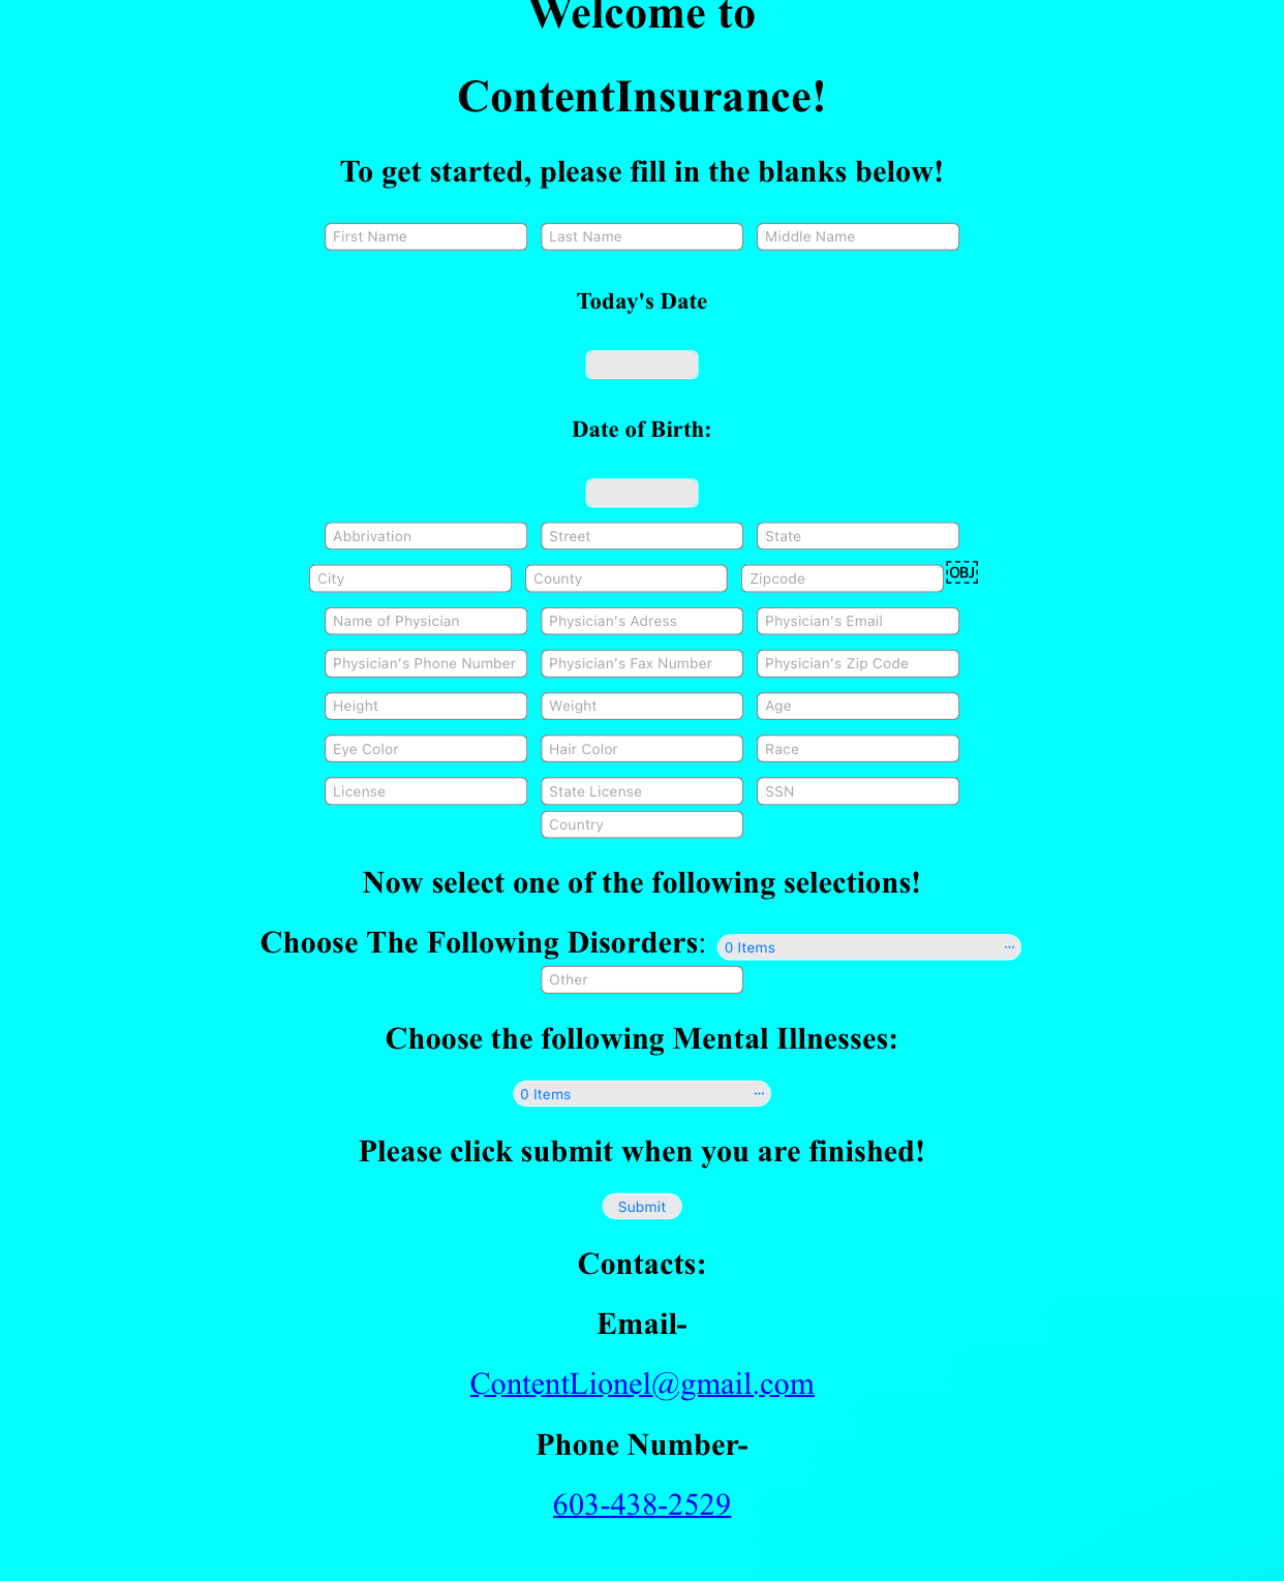 Welcome to
ContentInsurance!
To get started, please fill in the blanks below!
First Name Last Name Middle Name
Today's Date
Date of Birth:
Abbrivation Street State
City County Zipcode OBJ
Name of Physician Physician's Adress Physician's Email
Physician's Phone Number Physician's Fax Number Physician's Zip Code
Height Weight Age
Eye Color Hair Color Race
License State License SSN
Country
Now select one of the following selections!
Choose The Following Disorders: 0 Items ...
Other
Choose the following Mental Illnesses:
0 Items ...
Please click submit when you are finished!
Submit
Contacts:
Email-
ContentLionel@gmail.com
Phone Number-
603-438-2529